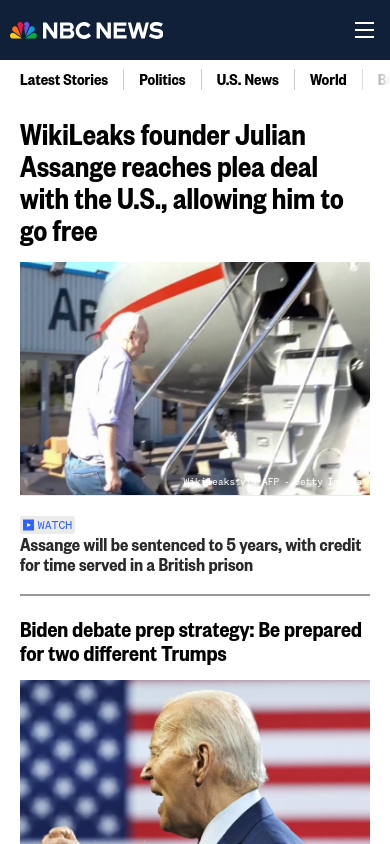 NBC NEWS
Latest Stories
Politics
U.S. News
World
WikiLeaks founder Julian
Assange reaches plea deal
with the U.S., allowing him to
go free
WikiLeaks via AFP - Getty
WATCH
Assange will be sentenced to 5 years, with credit
for time served in a British prison
Biden debate prep strategy: Be prepared
for two different Trumps